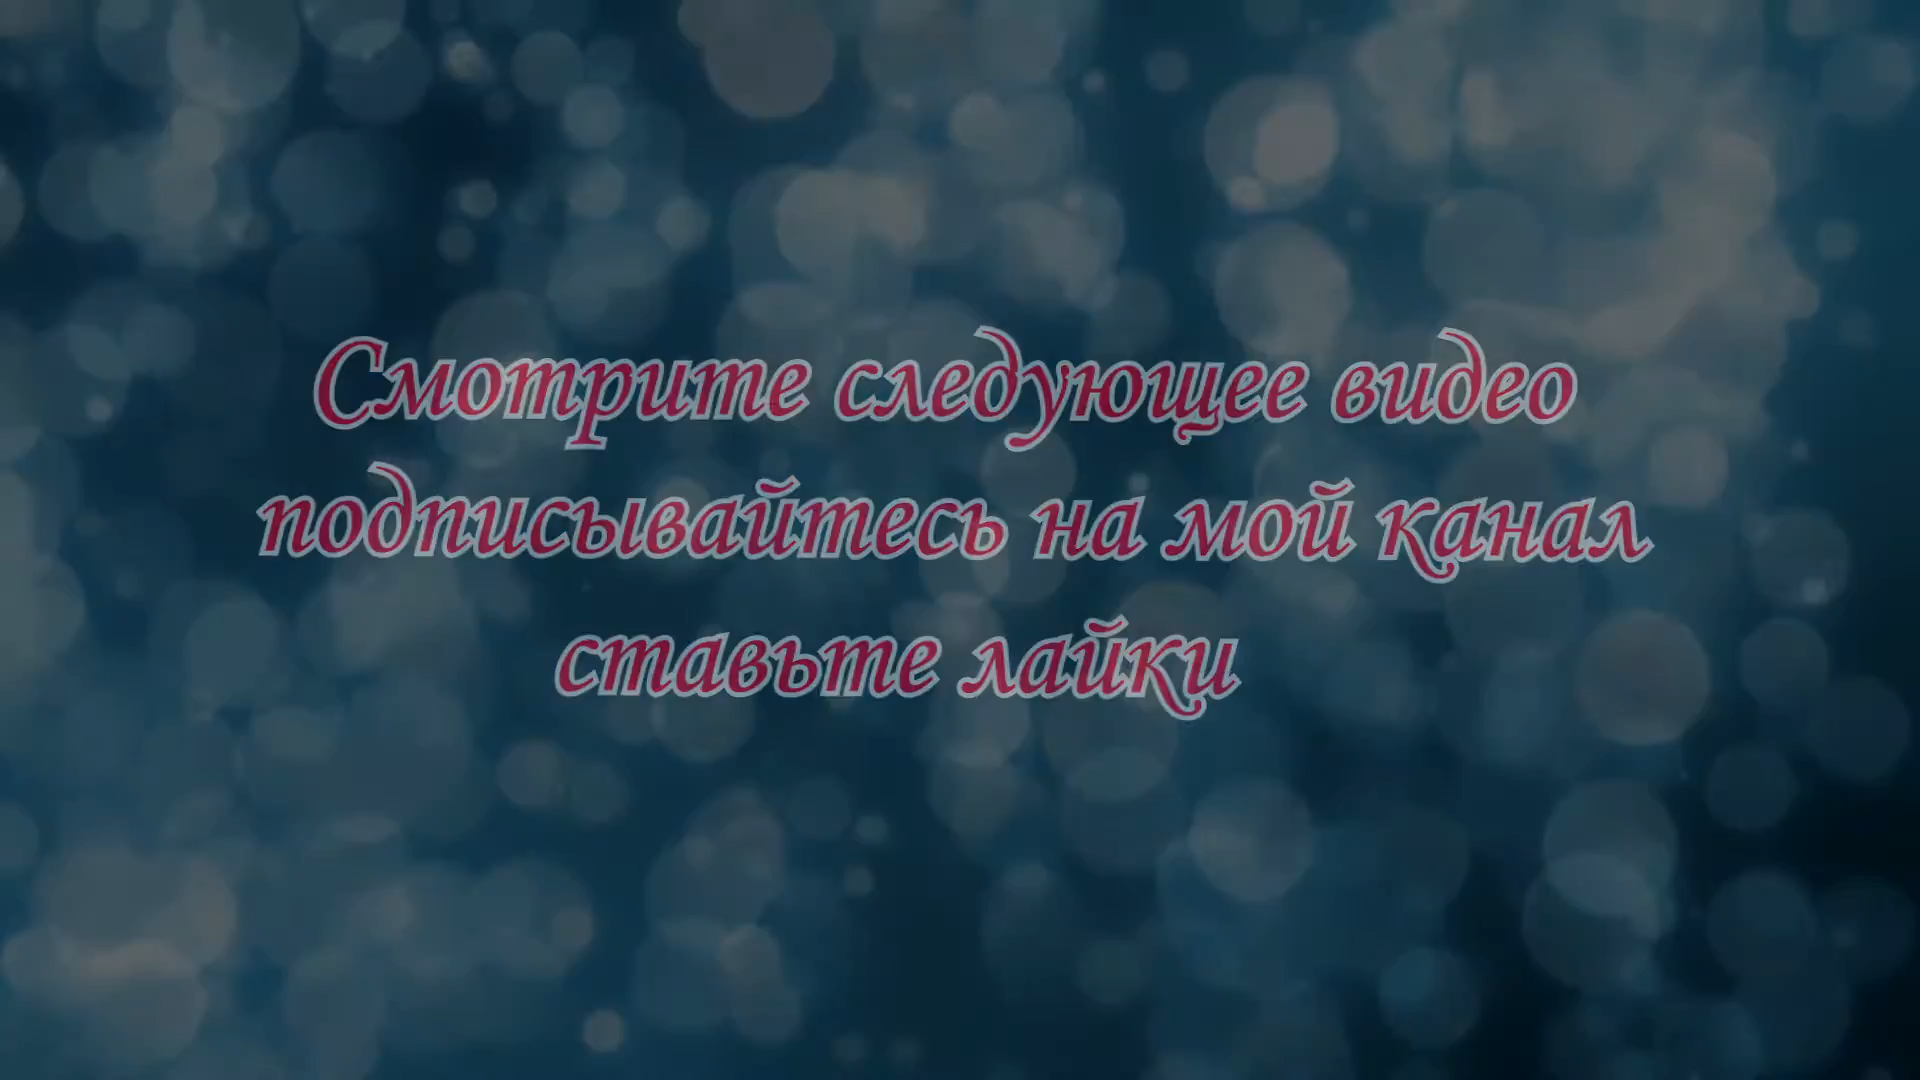 Смотрите следующее видео
подписывайтесь на мой канал
ставьте лайки